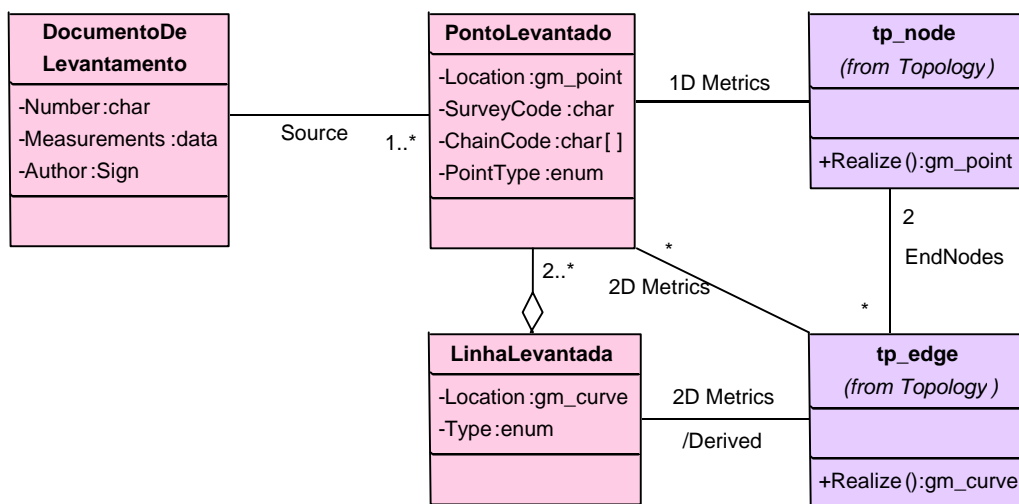 DocumentoDe
Levantamento
-Number:char
-Measurements :data
-Author:Sign
Source
1..*
PontoLevantado
-Location:gm_point
-SurveyCode :char
-ChainCode:char[ ]
-PointType:enum
1D Metrics
tp_node
(from Topology)
+Realize():gm_point
2
EndNodes
*
2..*
*
2D Metrics
LinhaLevantada
-Location:gm_curve
-Type:enum
2D Metrics
/Derived
tp_edge
(from Topology )
+Realize():gm_curve